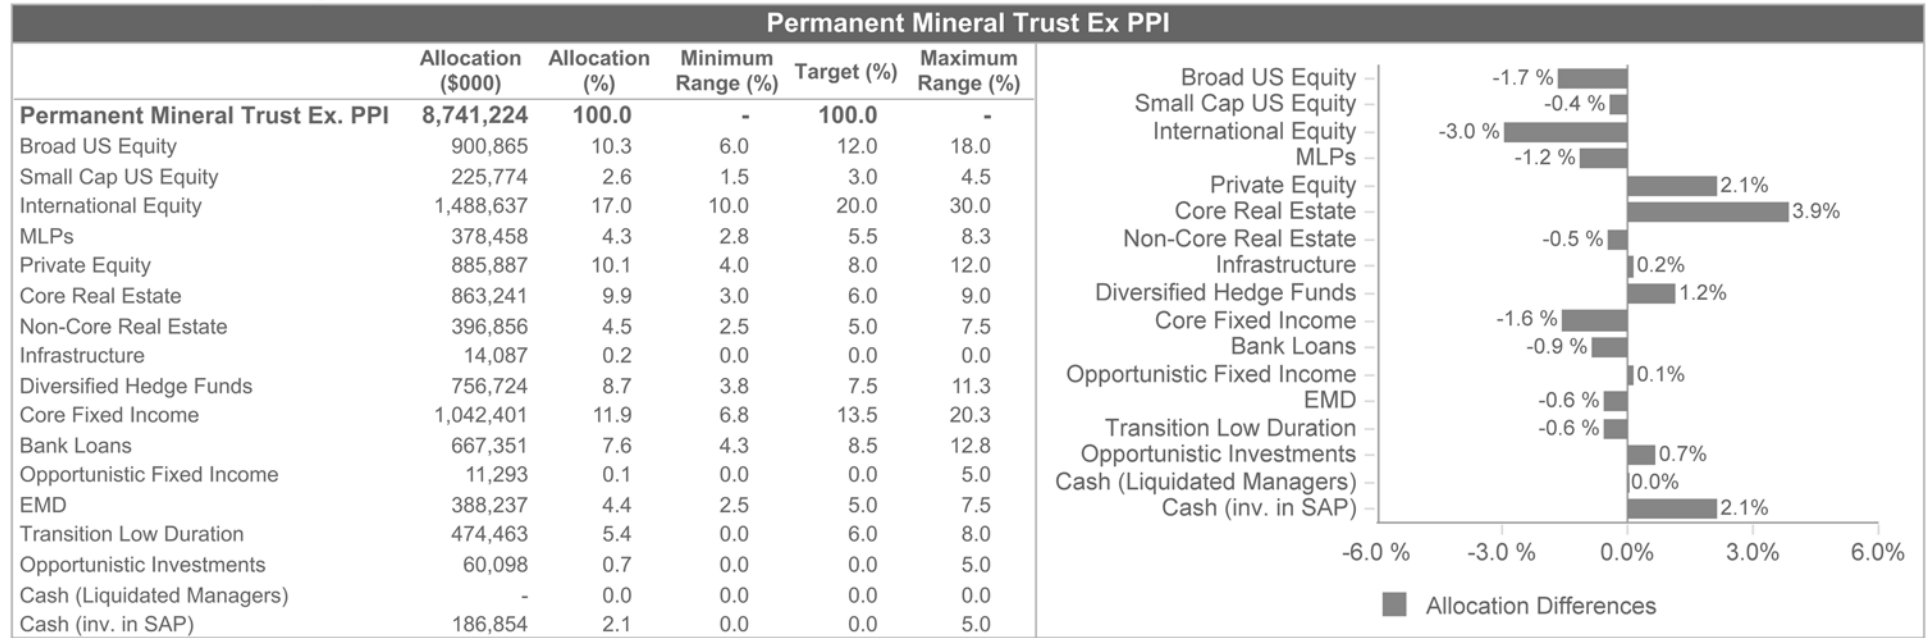 Permanent Mineral Trust Ex PPI
Allocation ($000) Allocation (%) Minimum Range (%) Target (%) Maximum Range (%)
Permanent Mineral Trust Ex. PPI 8,741,224 100.0 - 100.0 -
Broad US Equity 900,865 10.3 6.0 12.0 18.0
Small Cap US Equity 225,774 2.6 1.5 3.0 4.5
International Equity 1,488,637 17.0 10.0 20.0 30.0
MLPs 378,458 4.3 2.8 5.5 8.3
Private Equity 885,887 10.1 4.0 8.0 12.0
Core Real Estate 863,241 9.9 3.0 6.0 9.0
Non-Core Real Estate 396,856 4.5 2.5 5.0 7.5
Infrastructure 14,087 0.2 0.0 0.0 0.0
Diversified Hedge Funds 756,724 8.7 3.8 7.5 11.3
Core Fixed Income 1,042,401 11.9 6.8 13.5 20.3
Bank Loans 667,351 7.6 4.3 8.5 12.8
Opportunistic Fixed Income 11,293 0.1 0.0 0.0 5.0
EMD 388,237 4.4 2.5 5.0 7.5
Transition Low Duration 474,463 5.4 0.0 6.0 8.0
Opportunistic Investments 60,098 0.7 0.0 0.0 5.0
Cash (Liquidated Managers) - 0.0 0.0 0.0 0.0
Cash (inv. in SAP) 186,854 2.1 0.0 0.0 5.0
Broad US Equity -1.7 %
Small Cap US Equity -0.4 %
International Equity -3.0 %
MLPs -1.2 %
Private Equity 2.1%
Core Real Estate 3.9%
Non-Core Real Estate -0.5 %
Infrastructure 0.2%
Diversified Hedge Funds 1.2%
Core Fixed Income -1.6 %
Bank Loans -0.9 %
Opportunistic Fixed Income 0.1%
EMD -0.6 %
Transition Low Duration -0.6 %
Opportunistic Investments 0.7%
Cash (Liquidated Managers) 0.0%
Cash (inv. in SAP) 2.1%
-6.0 % -3.0 % 0.0% 3.0% 6.0%
Allocation Differences